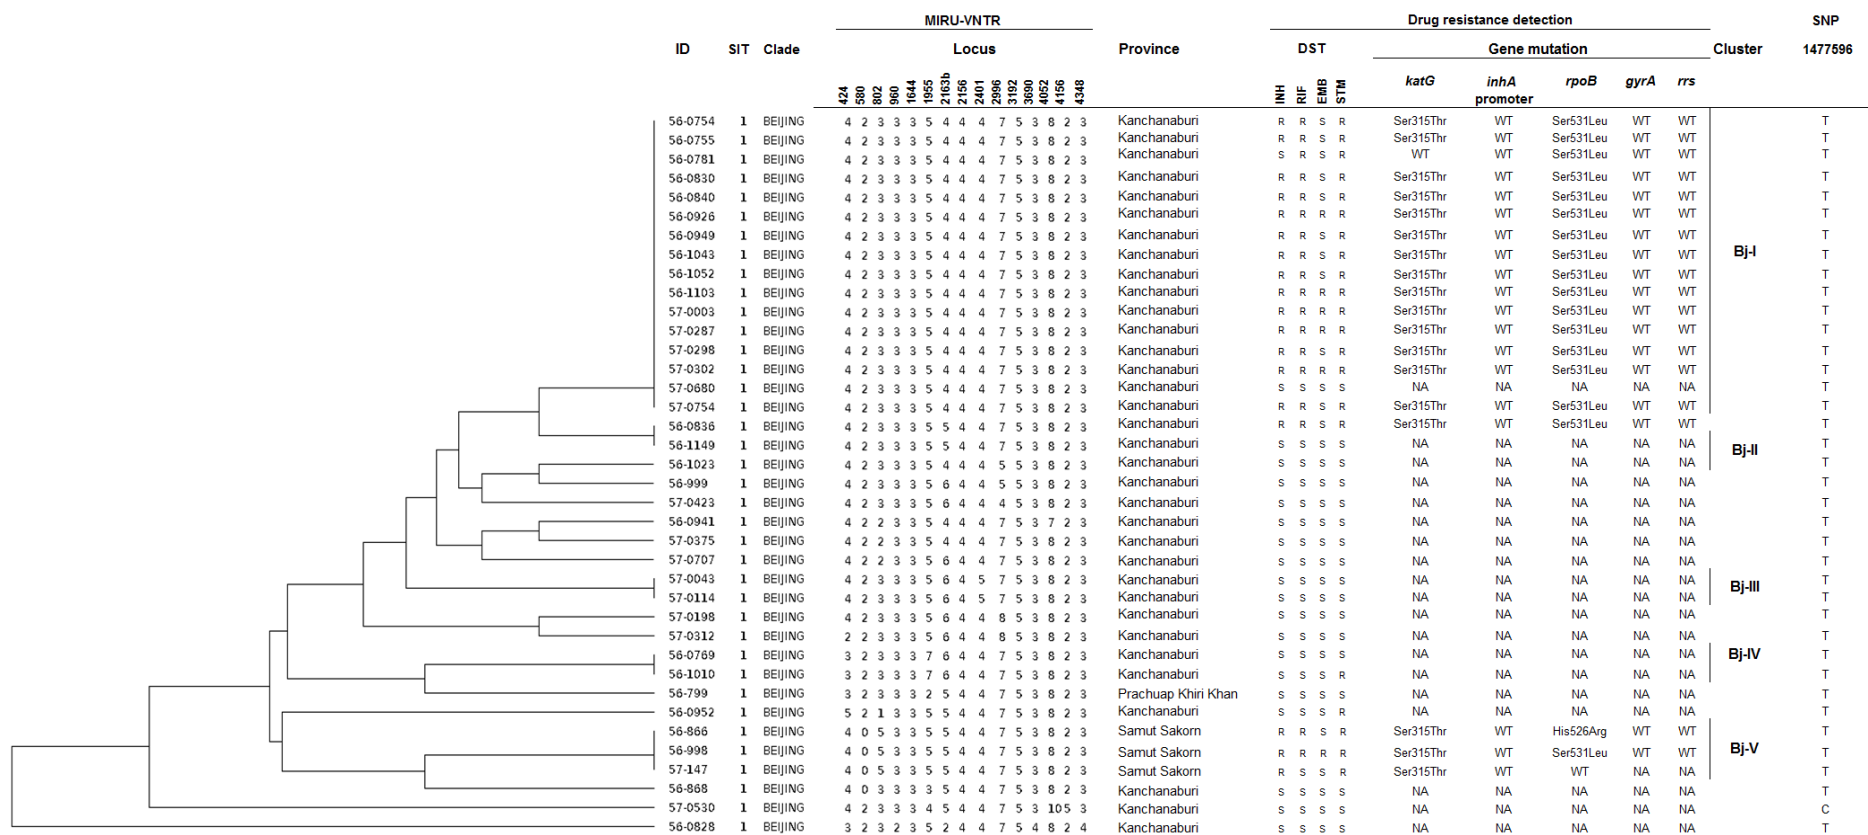 MIRU-VNTR Drug resistance detection SNP
ID SIT Clade Locus Province DST Gene mutation Cluster 1477596
424 580 802 960 1644 1955 2163b 2156 2401 2996 3192 3690 4052 4156 4348 INH RIF EMB STM katG inhA promoter rpoB gyrA rrs
56-0754 1 BEIJING 4 2 3 3 3 5 4 4 4 7 5 3 8 2 3 Kanchanaburi R R S R Ser315Thr WT Ser531Leu WT WT T
56-0755 1 BEIJING 4 2 3 3 3 5 4 4 4 7 5 3 8 2 3 Kanchanaburi R R S R Ser315Thr WT Ser531Leu WT WT T
56-0781 1 BEIJING 4 2 3 3 3 5 4 4 4 7 5 3 8 2 3 Kanchanaburi S R S R WT WT Ser531Leu WT WT T
56-0830 1 BEIJING 4 2 3 3 3 5 4 4 4 7 5 3 8 2 3 Kanchanaburi R R S R Ser315Thr WT Ser531Leu WT WT T
56-0840 1 BEIJING 4 2 3 3 3 5 4 4 4 7 5 3 8 2 3 Kanchanaburi R R S R Ser315Thr WT Ser531Leu WT WT T
56-0926 1 BEIJING 4 2 3 3 3 5 4 4 4 7 5 3 8 2 3 Kanchanaburi R R R R Ser315Thr WT Ser531Leu WT WT T
56-0949 1 BEIJING 4 2 3 3 3 5 4 4 4 7 5 3 8 2 3 Kanchanaburi R R S R Ser315Thr WT Ser531Leu WT WT T
56-1043 1 BEIJING 4 2 3 3 3 5 4 4 4 7 5 3 8 2 3 Kanchanaburi R R S R Ser315Thr WT Ser531Leu WT WT Bj-I T
56-1052 1 BEIJING 4 2 3 3 3 5 4 4 4 7 5 3 8 2 3 Kanchanaburi R R S R Ser315Thr WT Ser531Leu WT WT T
56-1103 1 BEIJING 4 2 3 3 3 5 4 4 4 7 5 3 8 2 3 Kanchanaburi R R R R Ser315Thr WT Ser531Leu WT WT T
57-0003 1 BEIJING 4 2 3 3 3 5 4 4 4 7 5 3 8 2 3 Kanchanaburi R R R R Ser315Thr WT Ser531Leu WT WT T
57-0287 1 BEIJING 4 2 3 3 3 5 4 4 4 7 5 3 8 2 3 Kanchanaburi R R R R Ser315Thr WT Ser531Leu WT WT T
57-0298 1 BEIJING 4 2 3 3 3 5 4 4 4 7 5 3 8 2 3 Kanchanaburi R R S R Ser315Thr WT Ser531Leu WT WT T
57-0302 1 BEIJING 4 2 3 3 3 5 4 4 4 7 5 3 8 2 3 Kanchanaburi R R R R Ser315Thr WT Ser531Leu WT WT T
57-0680 1 BEIJING 4 2 3 3 3 5 4 4 4 7 5 3 8 2 3 Kanchanaburi S S S S NA NA NA NA NA T
57-0754 1 BEIJING 4 2 3 3 3 5 4 4 4 7 5 3 8 2 3 Kanchanaburi R R S R Ser315Thr WT Ser531Leu WT WT T
56-0836 1 BEIJING 4 2 3 3 3 5 5 4 4 7 5 3 8 2 3 Kanchanaburi R R S R Ser315Thr WT Ser531Leu WT WT T
56-1149 1 BEIJING 4 2 3 3 3 5 5 4 4 7 5 3 8 2 3 Kanchanaburi S S S S NA NA NA NA NA Bj-II T
56-1023 1 BEIJING 4 2 3 3 3 5 4 4 4 5 5 3 8 2 3 Kanchanaburi S S S S NA NA NA NA NA T
56-999 1 BEIJING 4 2 3 3 3 5 6 4 4 5 5 3 8 2 3 Kanchanaburi S S S S NA NA NA NA NA T
57-0423 1 BEIJING 4 2 3 3 3 5 6 4 4 4 5 3 8 2 3 Kanchanaburi S S S S NA NA NA NA NA T
56-0941 1 BEIJING 4 2 2 3 3 5 4 4 4 7 5 3 7 2 3 Kanchanaburi S S S S NA NA NA NA NA T
57-0375 1 BEIJING 4 2 2 3 3 5 4 4 4 7 5 3 8 2 3 Kanchanaburi S S S S NA NA NA NA NA T
57-0707 1 BEIJING 4 2 2 3 3 5 6 4 4 7 5 3 8 2 3 Kanchanaburi S S S S NA NA NA NA NA T
57-0043 1 BEIJING 4 2 3 3 3 5 6 4 5 7 5 3 8 2 3 Kanchanaburi S S S S NA NA NA NA NA Bj-III T
57-0114 1 BEIJING 4 2 3 3 3 5 6 4 5 7 5 3 8 2 3 Kanchanaburi S S S S NA NA NA NA NA T
57-0198 1 BEIJING 4 2 3 3 3 5 6 4 4 8 5 3 8 2 3 Kanchanaburi S S S S NA NA NA NA NA T
57-0312 1 BEIJING 2 2 3 3 3 5 6 4 4 8 5 3 8 2 3 Kanchanaburi S S S S NA NA NA NA NA T
56-0769 1 BEIJING 3 2 3 3 3 7 6 4 4 7 5 3 8 2 3 Kanchanaburi S S S S NA NA NA NA NA Bj-IV T
56-1010 1 BEIJING 3 2 3 3 3 7 6 4 4 7 5 3 8 2 3 Kanchanaburi S S S R NA NA NA NA NA T
56-799 1 BEIJING 3 2 3 3 3 2 5 4 4 7 5 3 8 2 3 Prachuap Khiri Khan S S S S NA NA NA NA NA T
56-0952 1 BEIJING 5 2 1 3 3 5 5 4 4 7 5 3 8 2 3 Kanchanaburi S S S R NA NA NA NA NA T
56-866 1 BEIJING 4 0 5 3 3 5 5 4 4 7 5 3 8 2 3 Samut Sakorn R R S R Ser315Thr WT His526Arg WT WT T
56-998 1 BEIJING 4 0 5 3 3 5 5 4 4 7 5 3 8 2 3 Samut Sakorn R R R R Ser315Thr WT Ser531Leu WT WT Bj-V T
57-147 1 BEIJING 4 0 5 3 3 5 5 4 4 7 5 3 8 2 3 Samut Sakorn R S S R Ser315Thr WT WT NA NA T
56-868 1 BEIJING 4 0 3 3 3 3 5 4 4 7 5 3 8 2 3 Kanchanaburi S S S S NA NA NA NA NA T
57-0530 1 BEIJING 4 2 3 3 3 4 5 4 4 7 5 3 10 5 3 Kanchanaburi S S S S NA NA NA NA NA C
56-0828 1 BEIJING 3 2 3 2 3 5 2 4 4 7 5 4 8 2 4 Kanchanaburi S S S S NA NA NA NA NA T